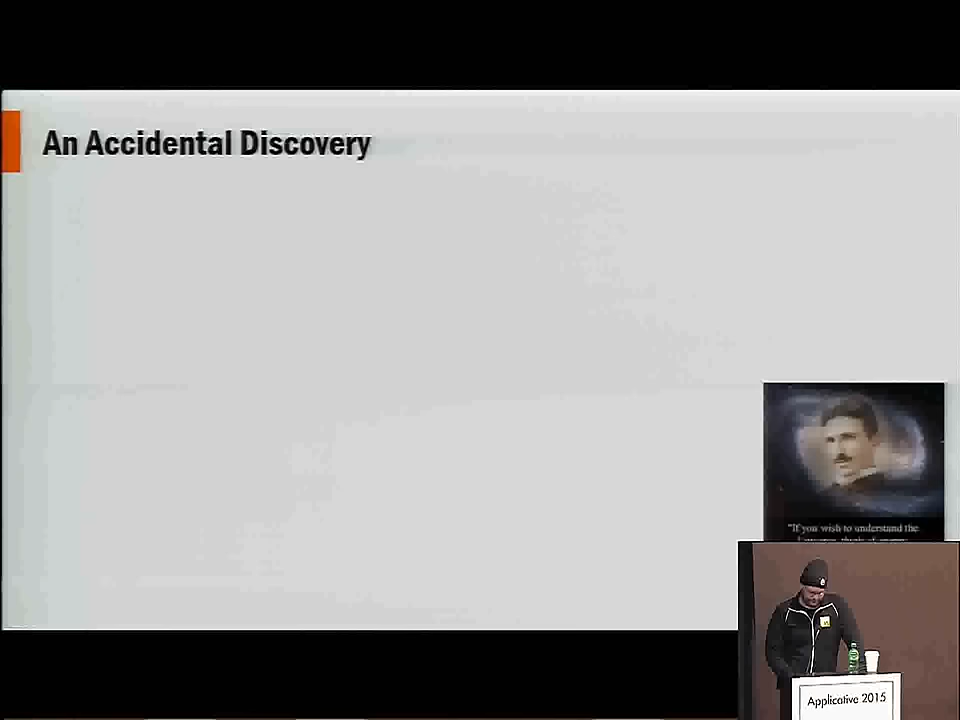 An Accidental Discovery
"If you wish to understand the
Applicative 2015